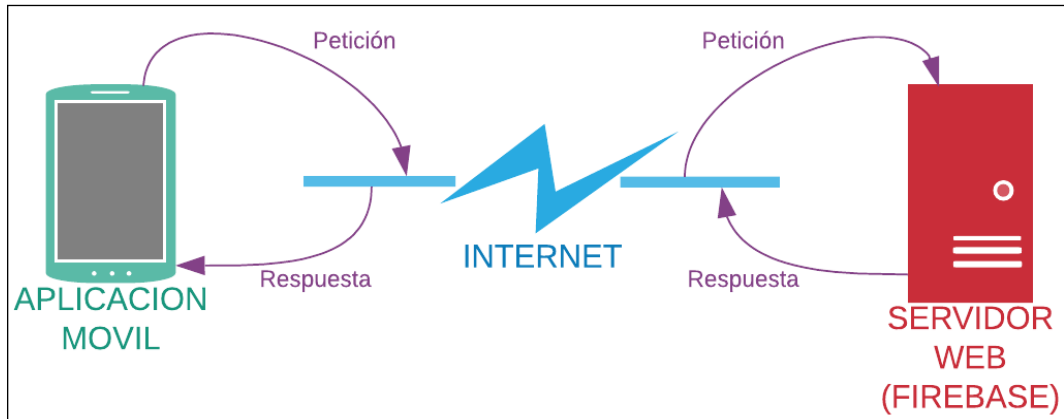 Petición
Petición
INTERNET
Respuesta
Respuesta
APLICACION
MOVIL
SERVIDOR
WEB
(FIREBASE)